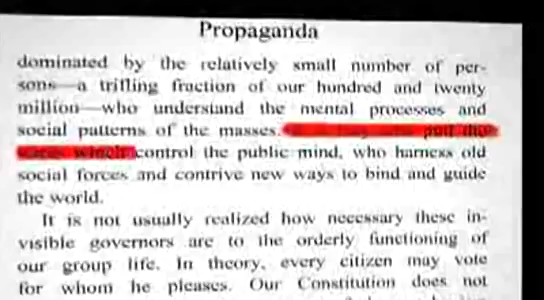 Propaganda
dominated by the relatively small number of per-
sons—a trifling fraction of our hundred and twenty
million—who understand the mental processes and
social patterns of the masses. pull the
wires which control the public mind, who harness old
social forces and contrive new ways to bind and guide
the world.
It is not usually realized how necessary these in-
visible governors are to the orderly functioning of
our group life. In theory, every citizen may vote
for whom he pleases. Our Constitution does not